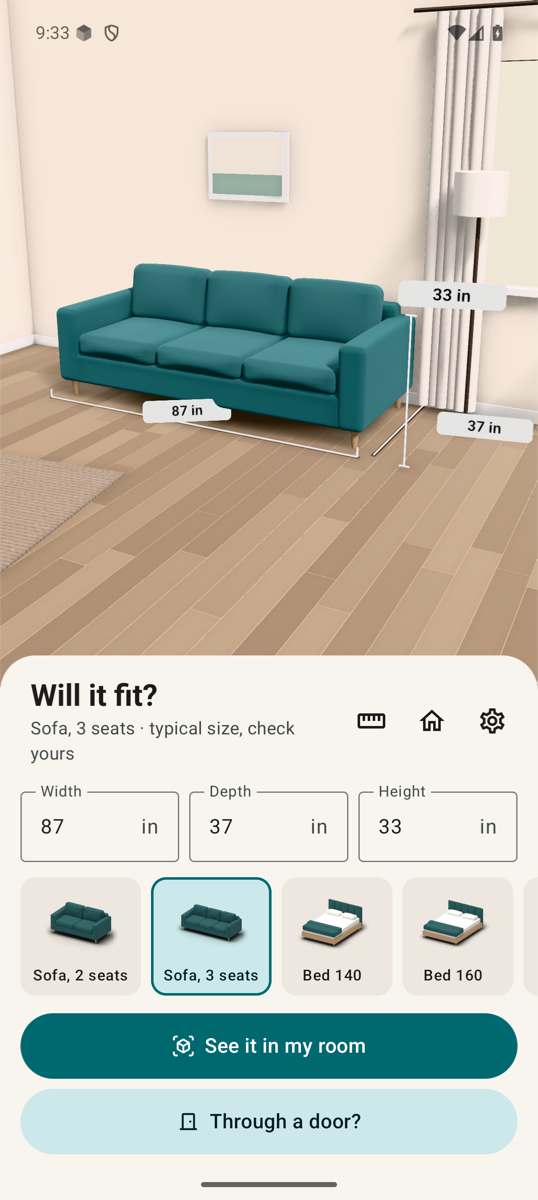 9:33
33 in
87 in
37 in
Will it fit?
Sofa, 3 seats · typical size, check
yours
Width
Depth
Height
87 in
37 in
33 in
Sofa, 2 seats
Sofa, 3 seats
Bed 140
Bed 160
See it in my room
Through a door?